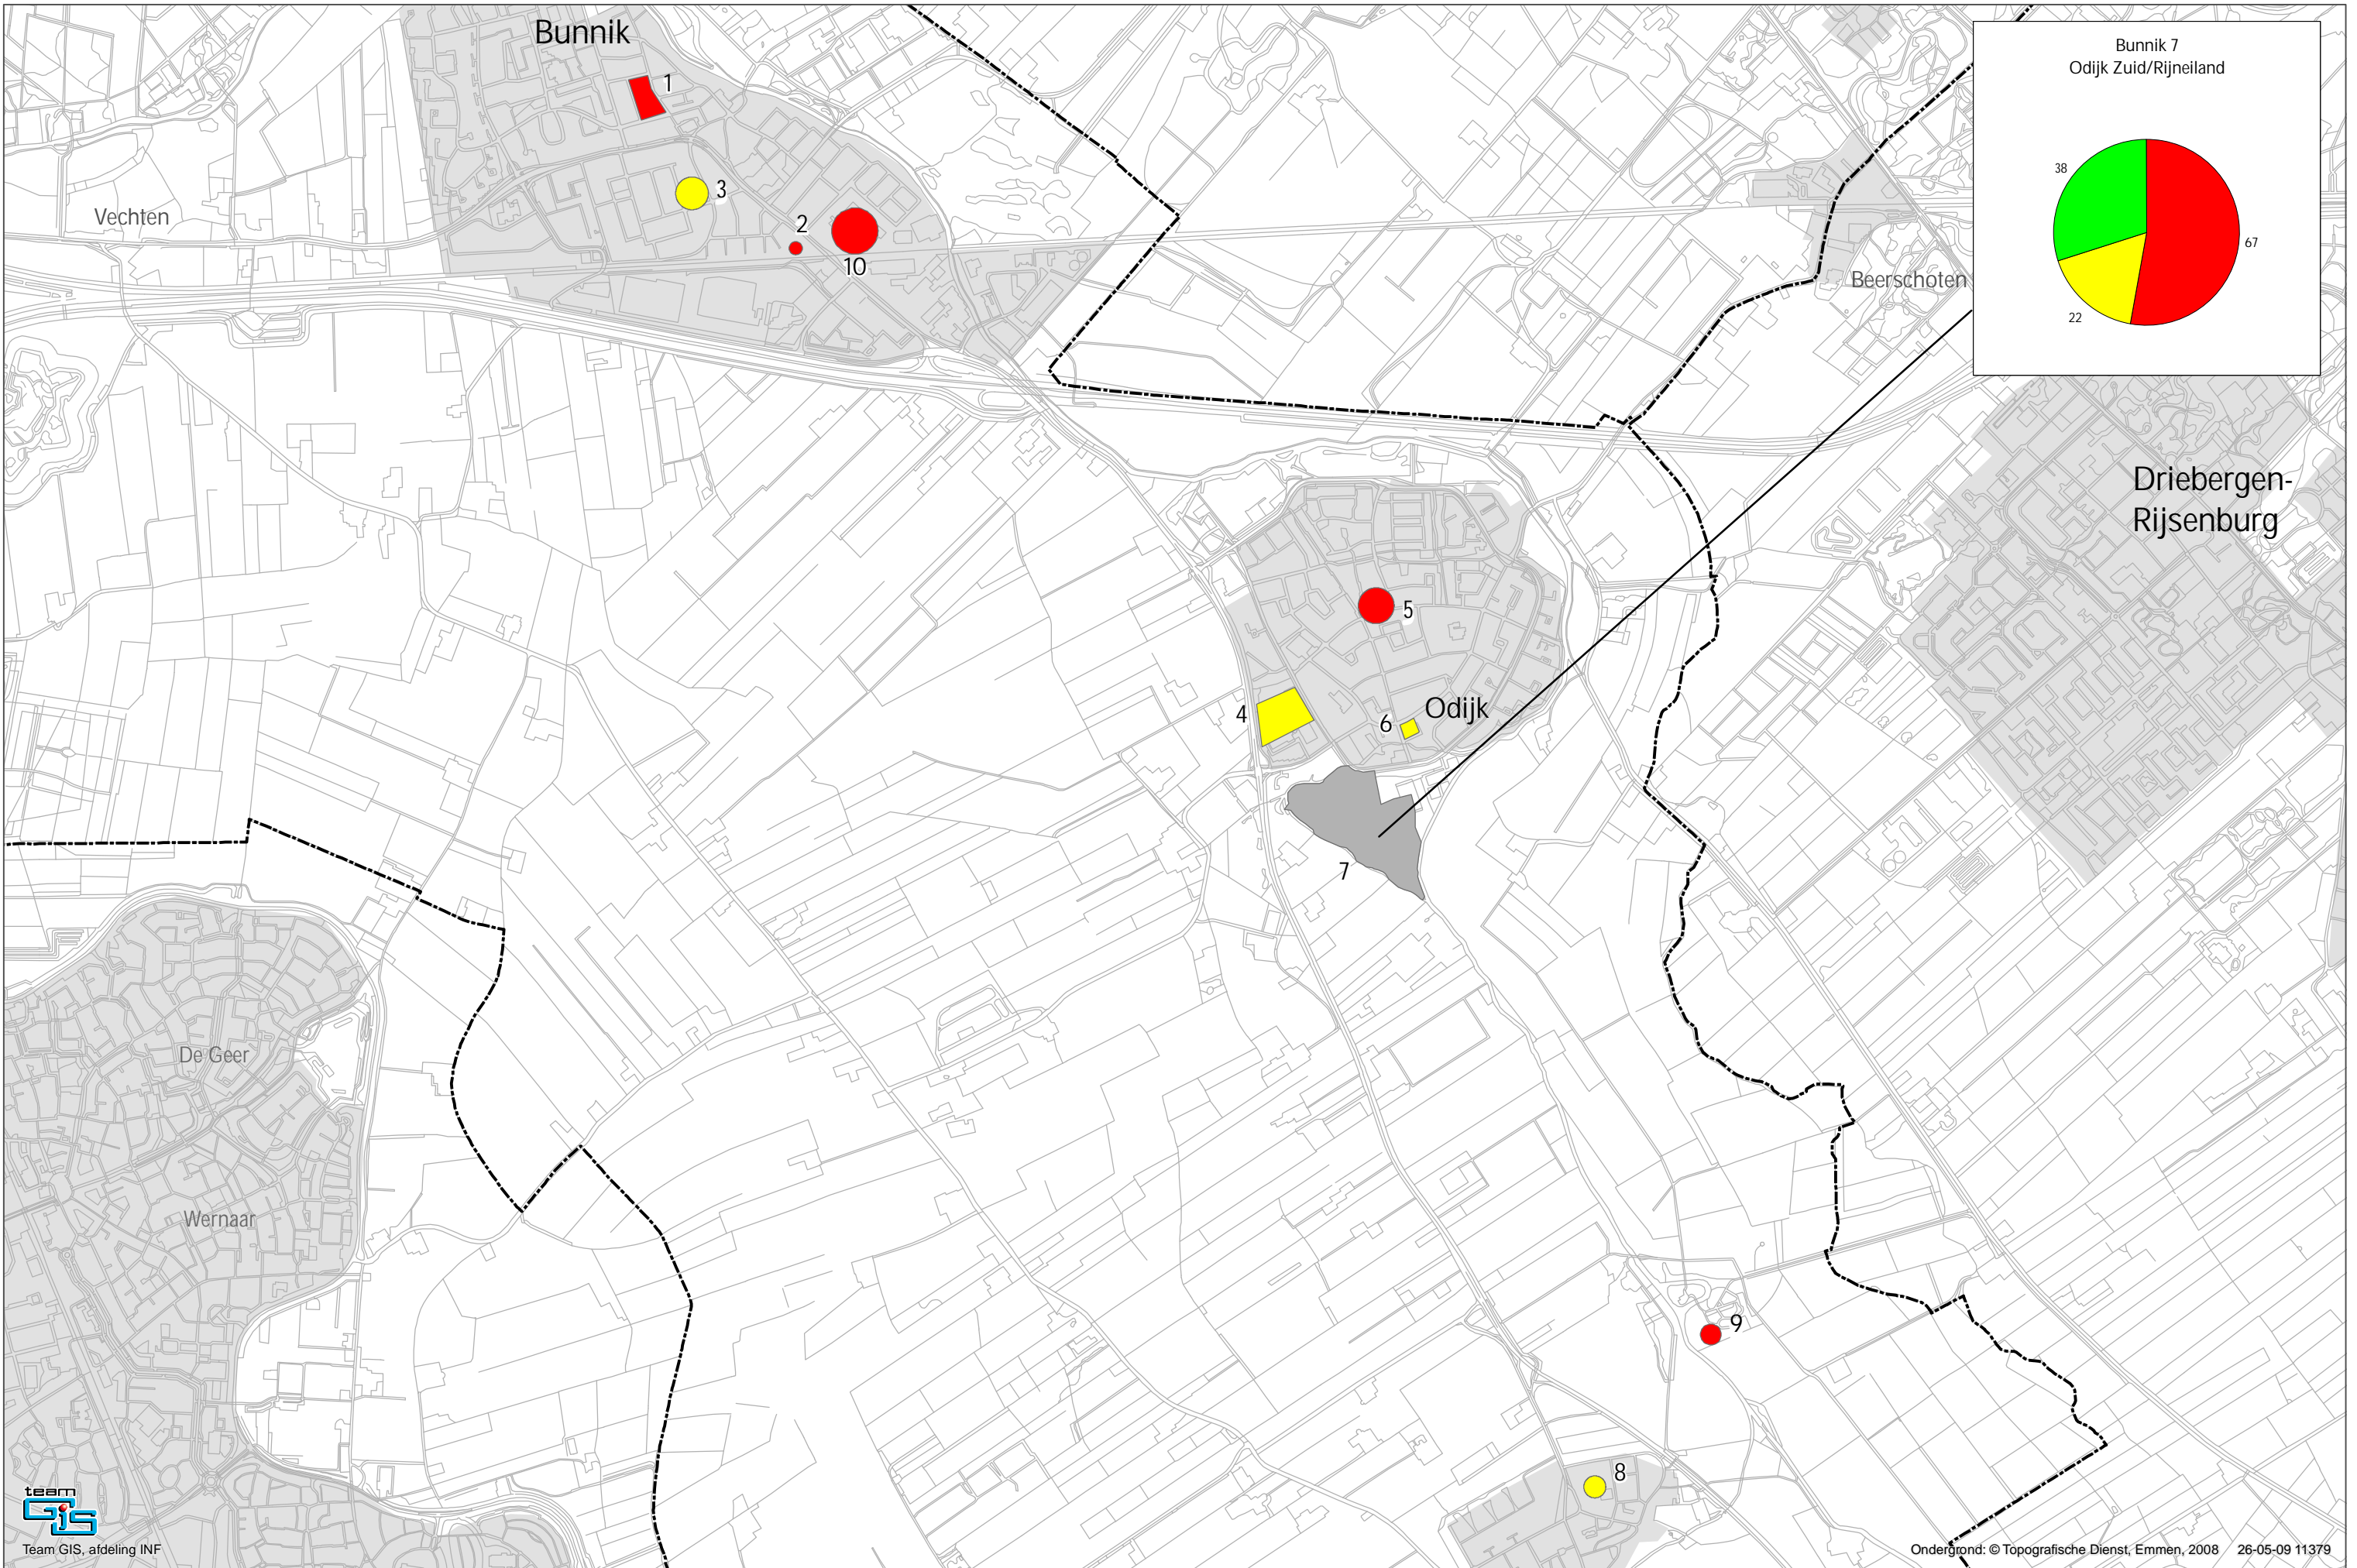 Bunnik
1
Vechten
3
2
10
Bunnik 7
Odijk Zuid/Rijneiland
38
67
22
Beerschoten
Driebergen-
Rijsenburg
5
4
6
Odijk
7
De Geer
Wernaar
9
8
team
GiS
Team GIS, afdeling INF
Ondergrond: © Topografische Dienst, Emmen, 2008 26-05-09 11379